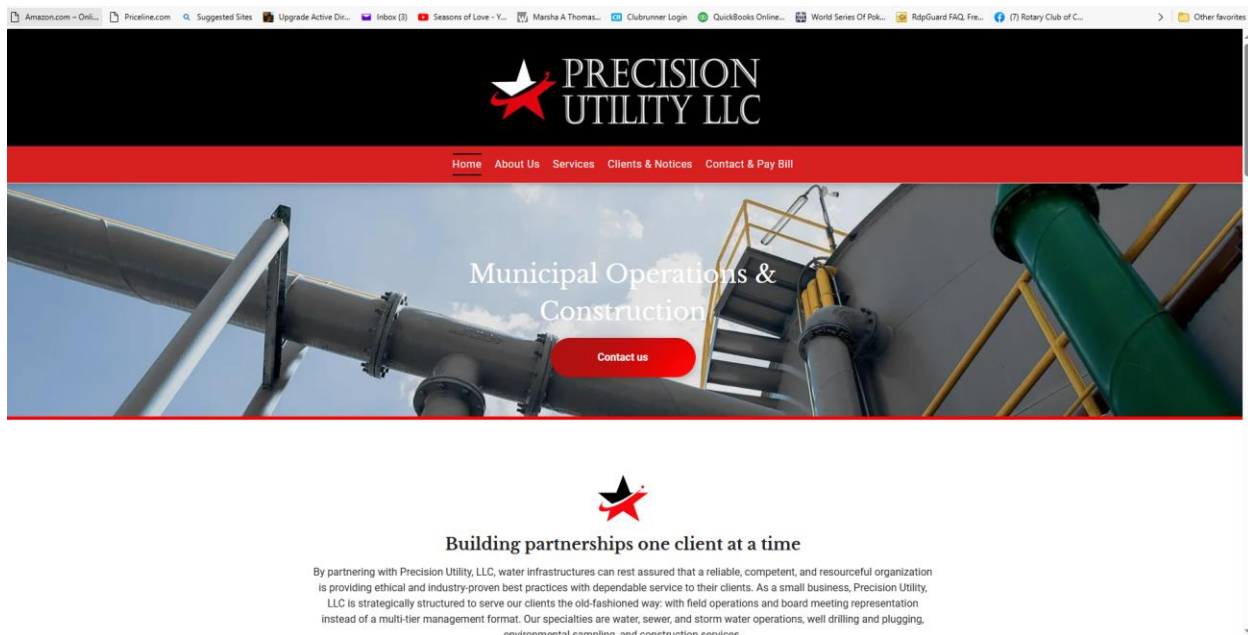 Amazon.com – Onli... Priceline.com Suggested Sites Upgrade Active Dir... Inbox (3) Seasons of Love - Y... Marsha A Thomas... Clubrunner Login QuickBooks Online... World Series Of Pok... RdpGuard FAQ. Fre... (7) Rotary Club of C... Other favorites
PRECISION
UTILITY LLC
Home About Us Services Clients & Notices Contact & Pay Bill
Municipal Operations &
Construction
Contact us
Building partnerships one client at a time
By partnering with Precision Utility, LLC, water infrastructures can rest assured that a reliable, competent, and resourceful organization
is providing ethical and industry-proven best practices with dependable service to their clients. As a small business, Precision Utility,
LLC is strategically structured to serve our clients the old-fashioned way: with field operations and board meeting representation
instead of a multi-tier management format. Our specialties are water, sewer, and storm water operations, well drilling and plugging,
environmental sampling, and construction services.